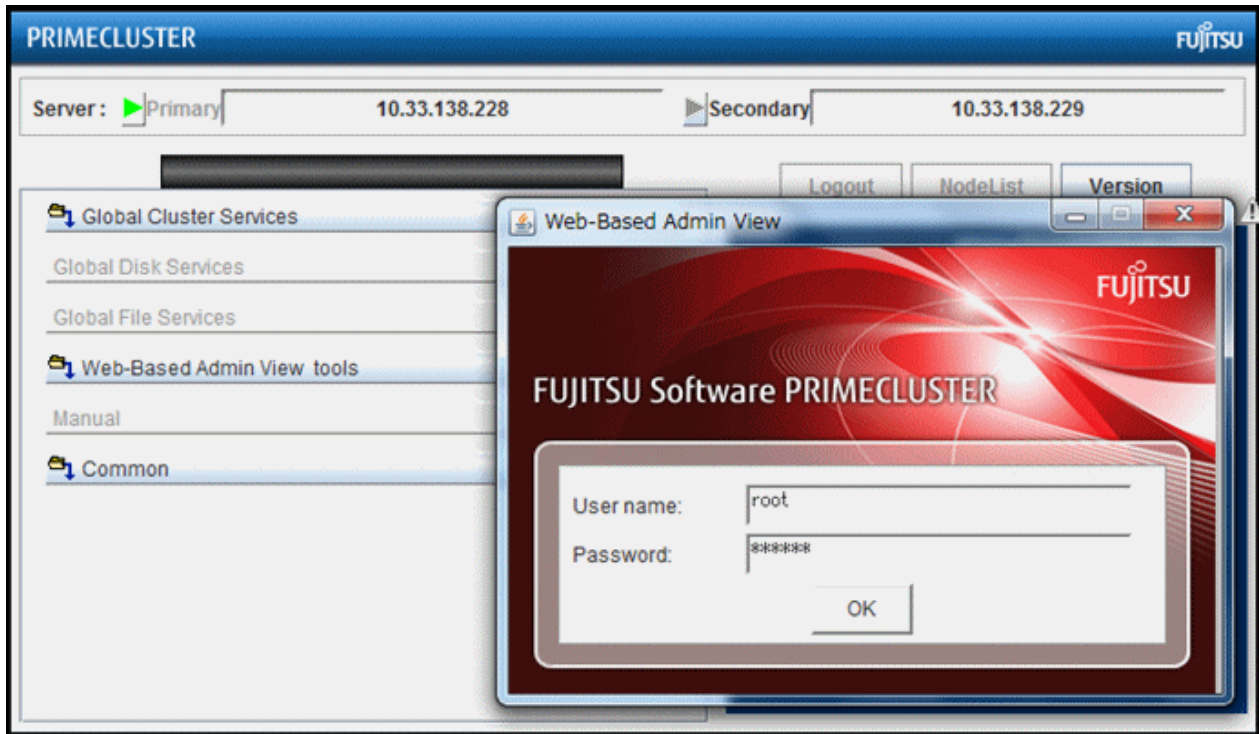 PRIMECLUSTER
FUJITSU
Server : Primary 10.33.138.228 Secondary 10.33.138.229
Logout NodeList Version
Global Cluster Services
Global Disk Services
Global File Services
Web-Based Admin View tools
Manual
Common
Web-Based Admin View
FUJITSU
FUJITSU Software PRIMECLUSTER
User name: root
Password: ******
OK